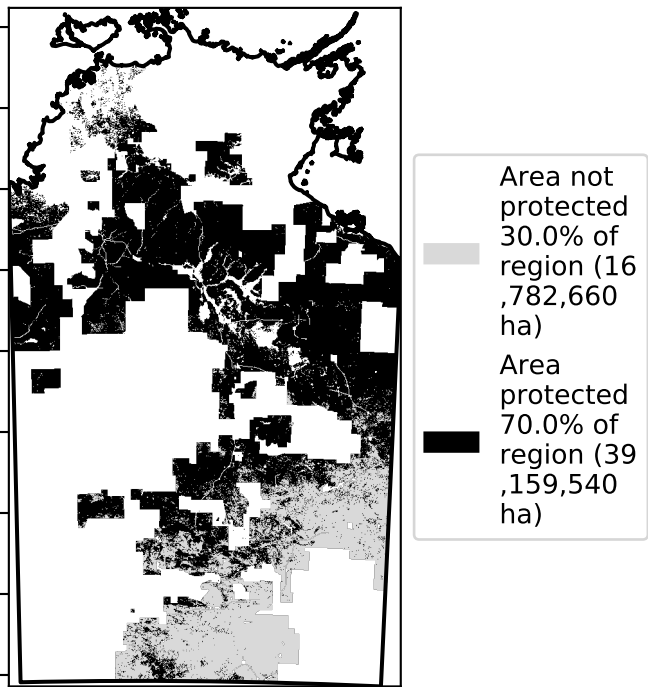 Area not
protected
30.0% of
region (16
,782,660
ha)
Area
protected
70.0% of
region (39
,159,540
ha)